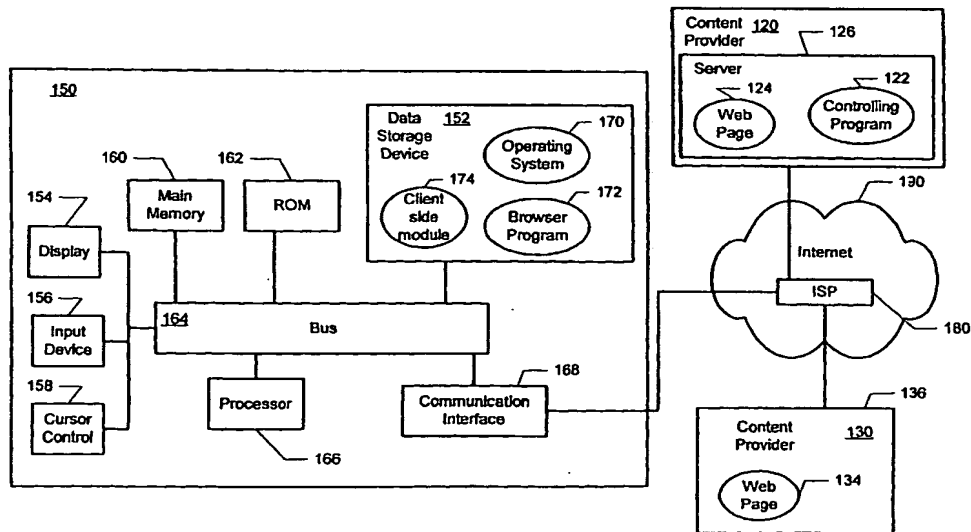 150
160
Main
Memory
162
ROM
154
Display
156
Input
Device
158
Cursor
Control
Data
Storage
Device
152
170
Operating
System
174
Client
side
module
172
Browser
Program
164
Bus
Processor
166
Communication
Interface
168
Content
Provider
120
126
Server
124
Web
Page
122
Controlling
Program
190
Internet
ISP
180
136
Content
Provider
130
Web
Page
134